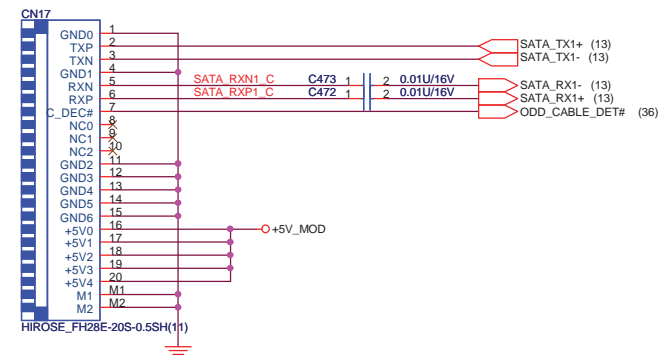 CN17
GND0 1
TXP 2 SATA_TX1+ (13)
TXN 3 SATA_TX1- (13)
GND1 4
RXN 5 SATA_RXN1_C C473 1 2 0.01U/16V SATA_RX1- (13)
RXP 6 SATA_RXP1_C C472 1 2 0.01U/16V SATA_RX1+ (13)
C_DEC# 7 ODD_CABLE_DET# (36)
NC0 8
NC1 9
NC2 10
GND2 11
GND3 12
GND4 13
GND5 14
GND6 15
+5V0 16 +5V_MOD
+5V1 17
+5V2 18
+5V3 19
+5V4 20
M1 M1
M2 M2
HIROSE_FH28E-20S-0.5SH(11)